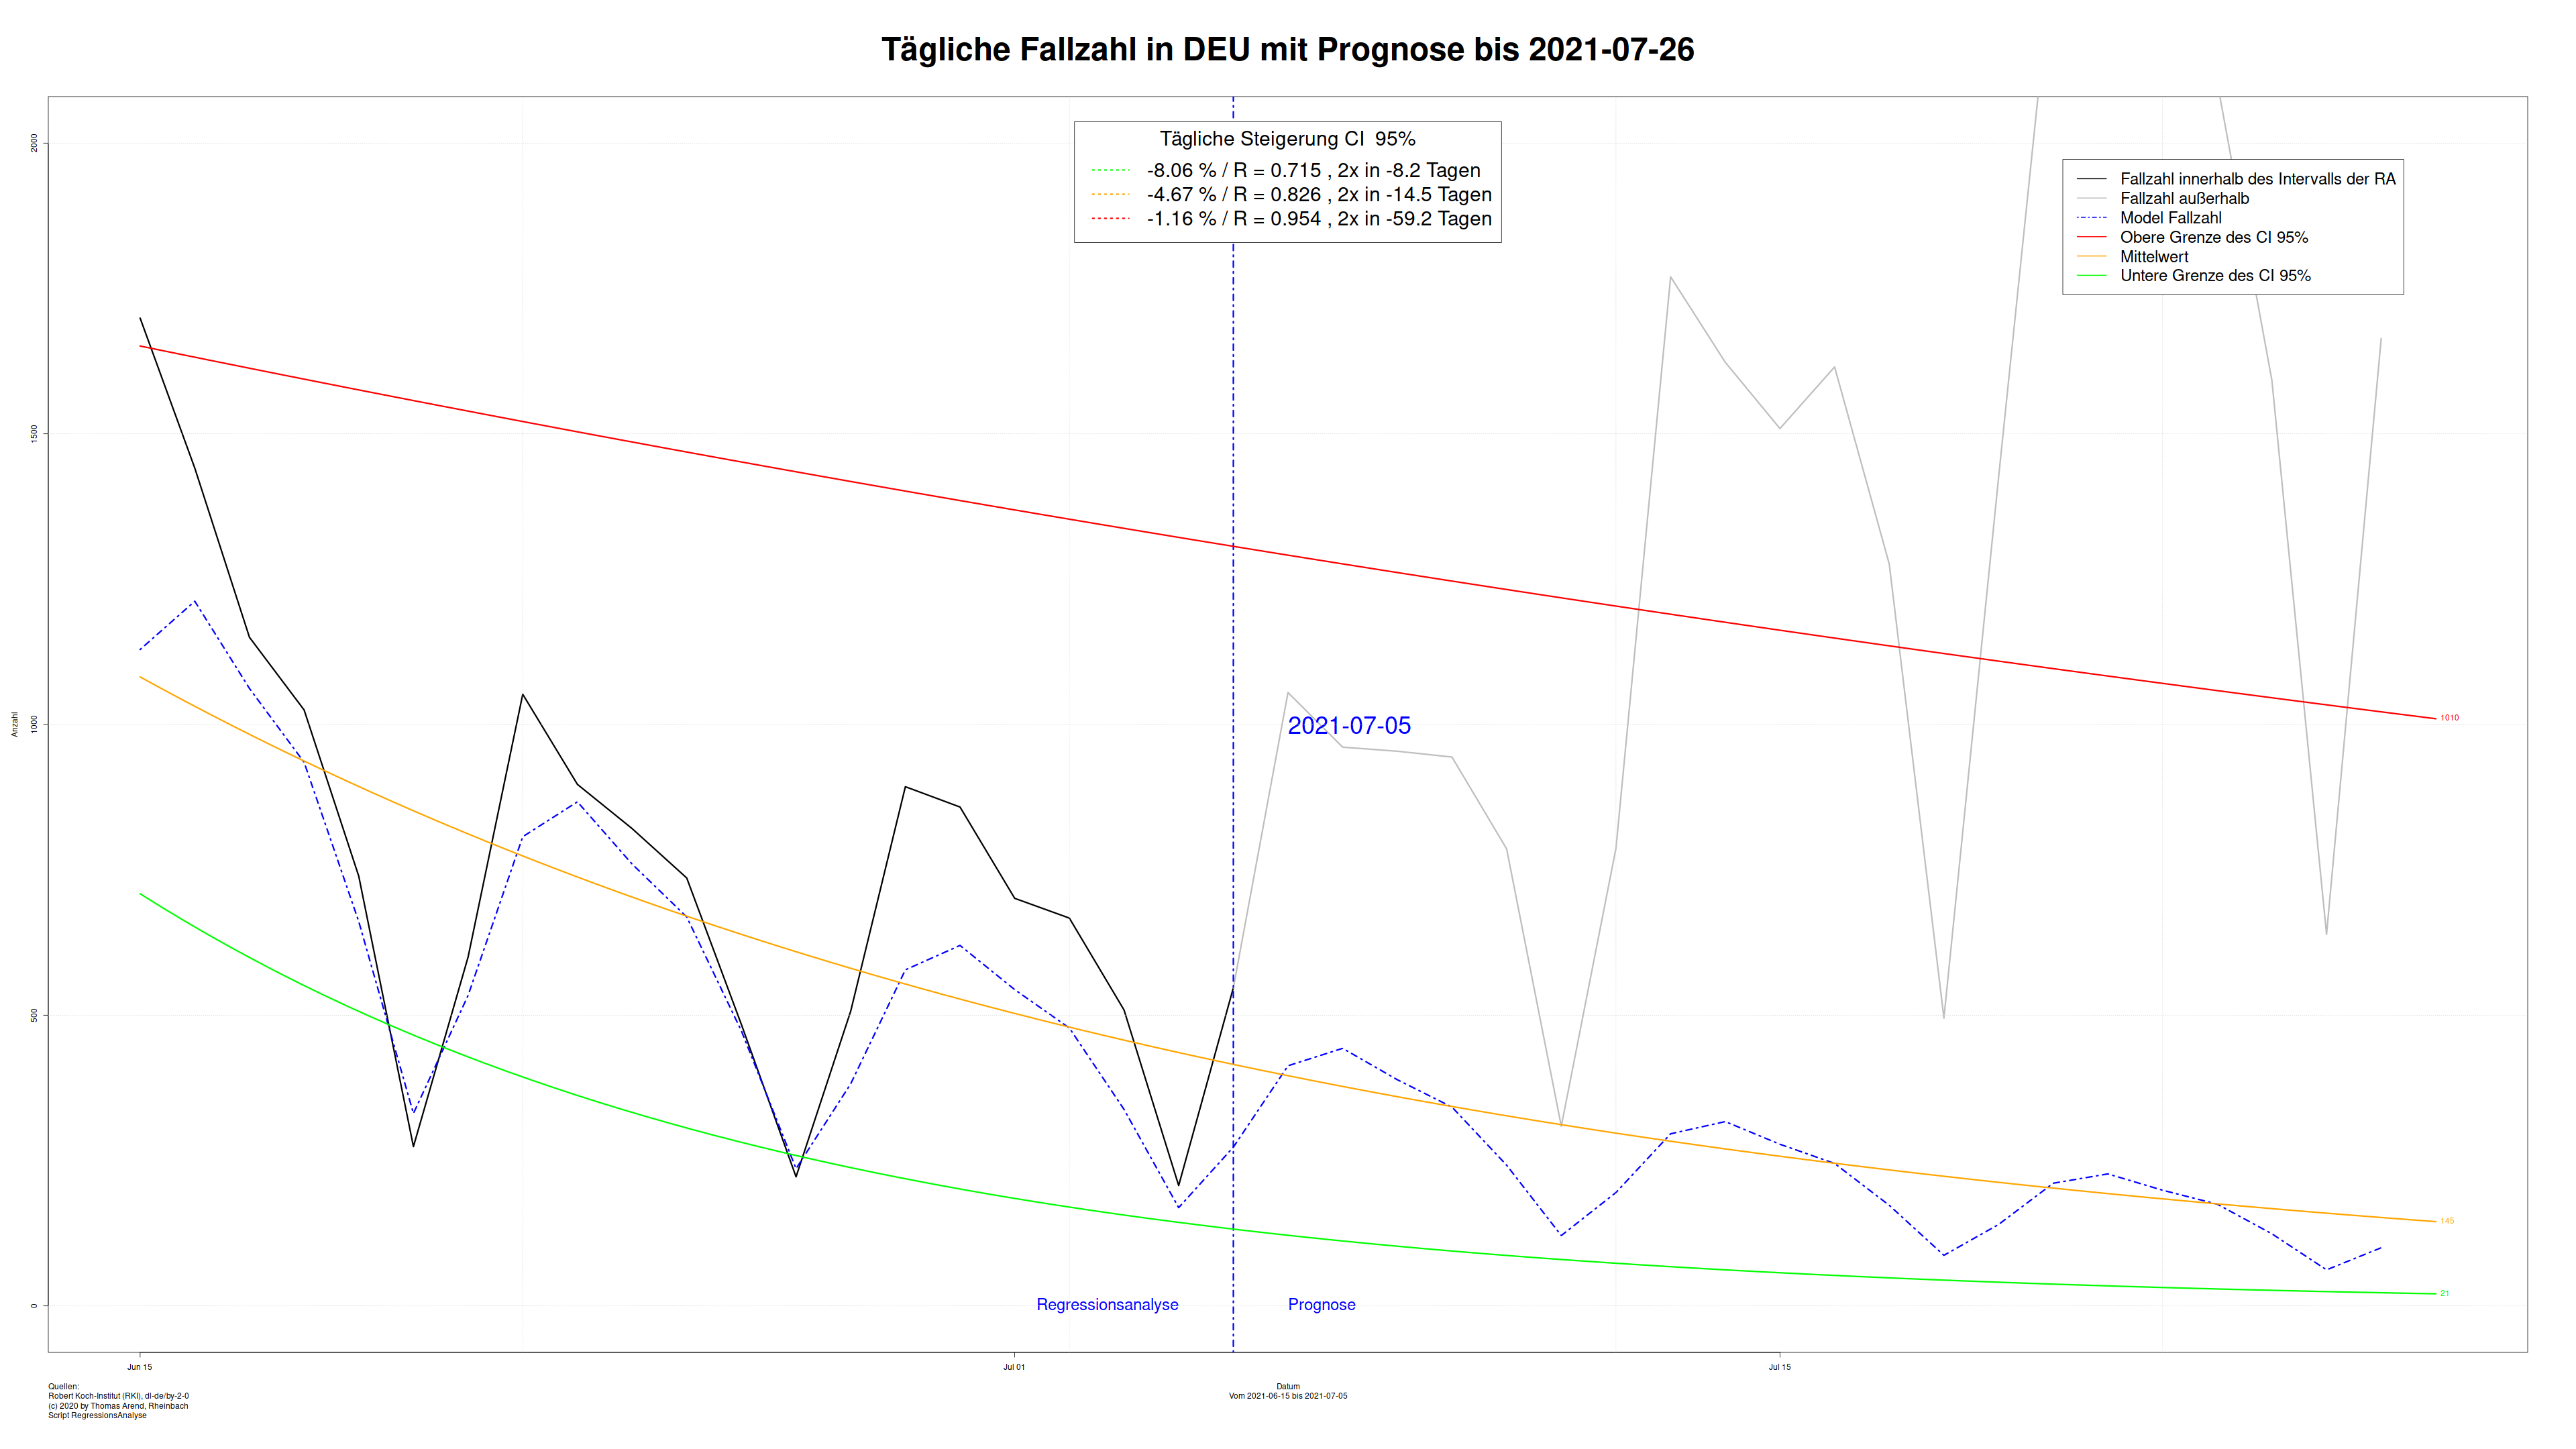 Tägliche Fallzahl in DEU mit Prognose bis 2021-07-26
Tägliche Steigerung CI  95%
-8.06 % / R = 0.715 , 2x in -8.2 Tagen
-4.67 % / R = 0.826 , 2x in -14.5 Tagen
-1.16 % / R = 0.954 , 2x in -59.2 Tagen
Fallzahl innerhalb des Intervalls der RA
Fallzahl außerhalb
Model Fallzahl
Obere Grenze des CI 95%
Mittelwert
Untere Grenze des CI 95%
2000
1500
1000
500
0
Anzahl
2021-07-05
1010
145
21
Regressionsanalyse
Prognose
Jun 15
Jul 01
Jul 15
Datum
Vom 2021-06-15 bis 2021-07-05
Quellen:
Robert Koch-Institut (RKI), dl-de/by-2-0
(c) 2020 by Thomas Arend, Rheinbach
Script RegressionsAnalyse